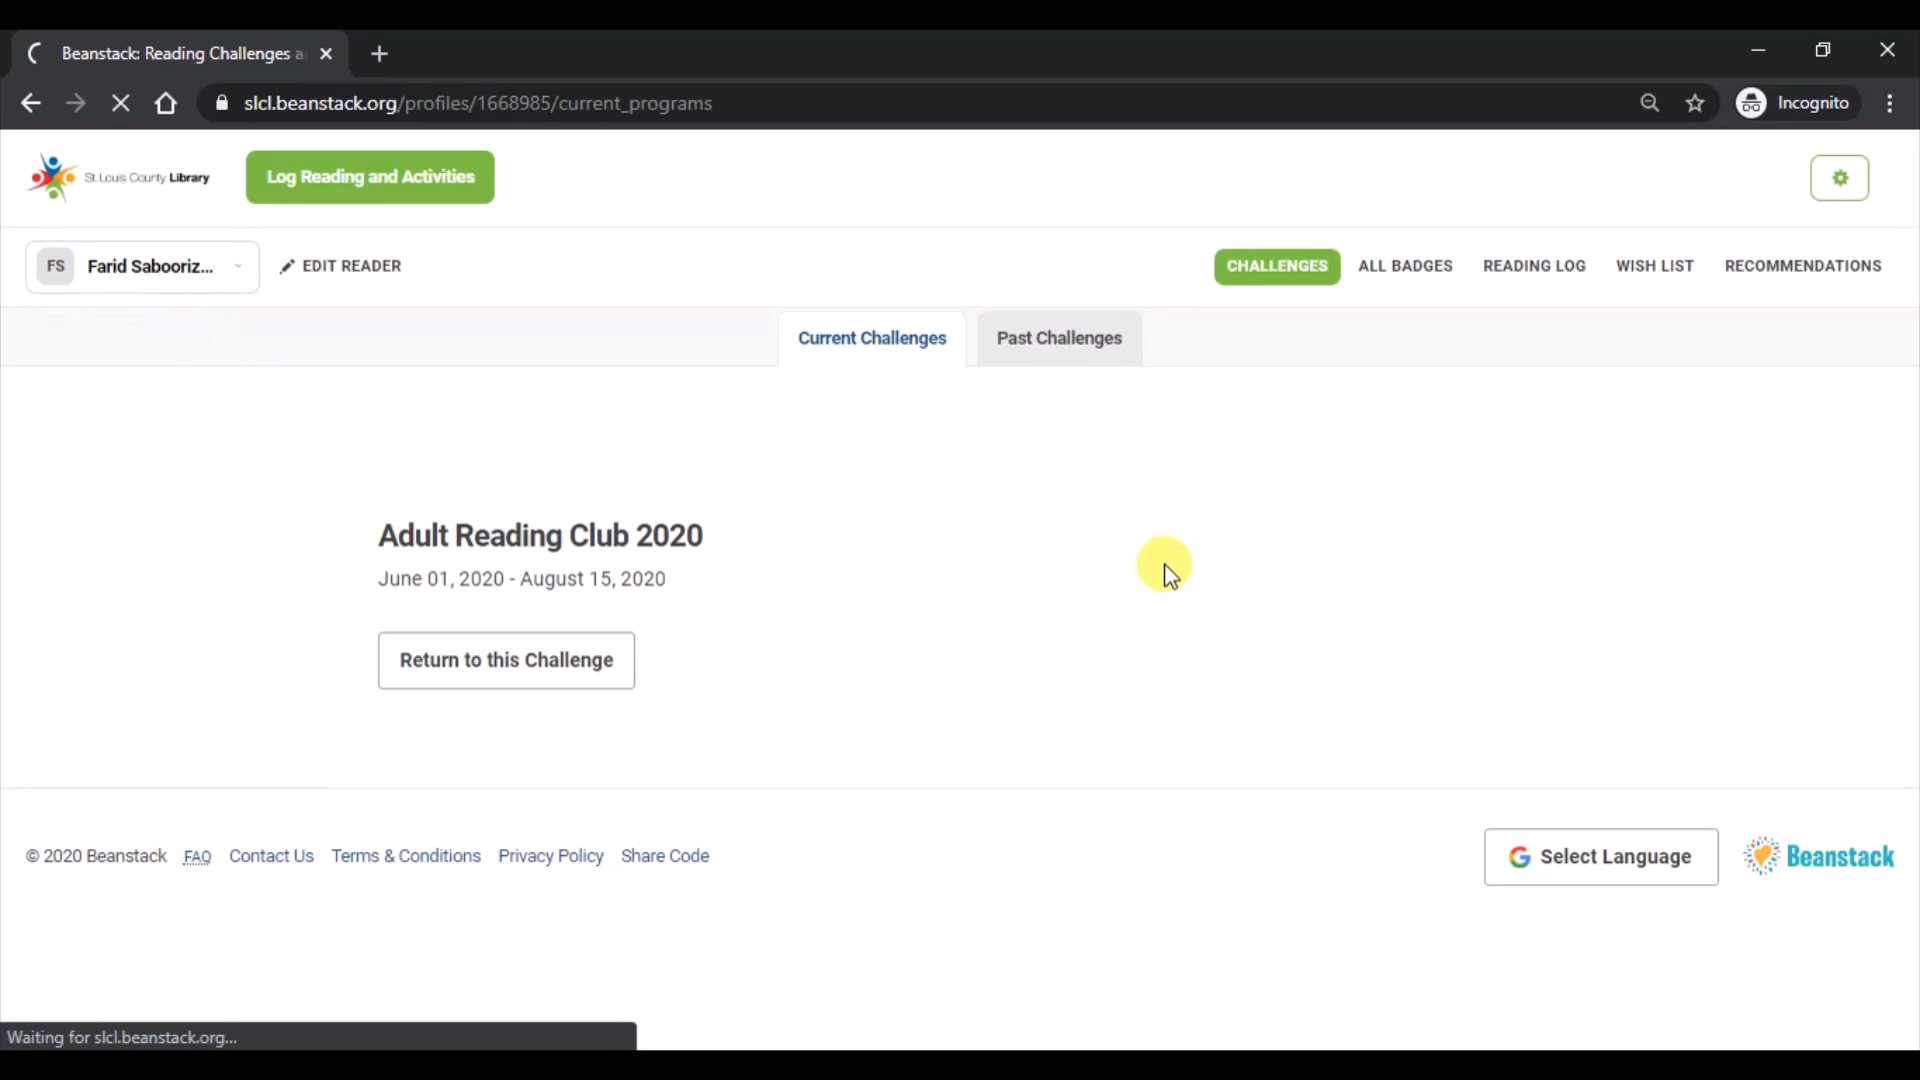 Beanstack: Reading Challenges a
slcl.beanstack.org/profiles/1668985/current_programs
Incognito
St. Louis County Library
Log Reading and Activities
FS
Farid Sabooriz...
EDIT READER
CHALLENGES
ALL BADGES
READING LOG
WISH LIST
RECOMMENDATIONS
Current Challenges
Past Challenges
Adult Reading Club 2020
June 01, 2020 - August 15, 2020
Return to this Challenge
© 2020 Beanstack
FAQ
Contact Us
Terms & Conditions
Privacy Policy
Share Code
Select Language
Beanstack
Waiting for slcl.beanstack.org...